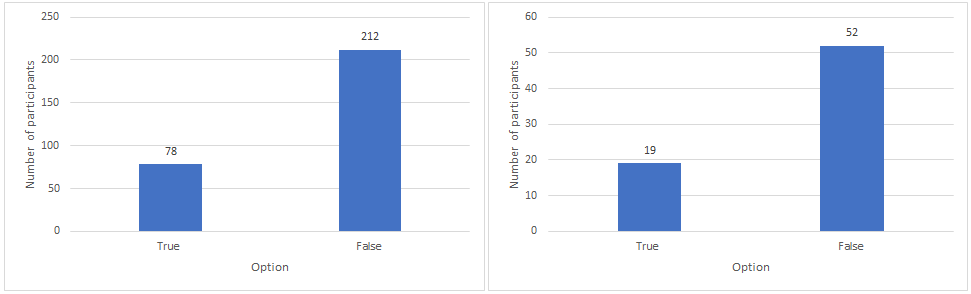 250
200
150
100
50
0
Number of participants
78
212
True
False
Option
60
50
40
30
20
10
0
Number of participants
19
52
True
False
Option